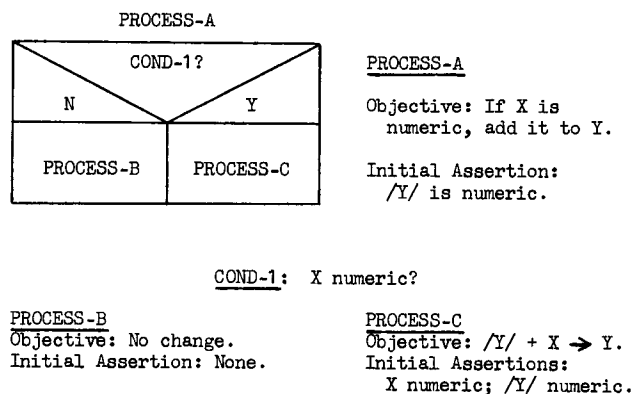 PROCESS-A
COND-1?
N
Y
PROCESS-B
PROCESS-C
PROCESS-A
Objective: If X is
numeric, add it to Y.
Initial Assertion:
/Y/ is numeric.
COND-1: X numeric?
PROCESS-B
Objective: No change.
Initial Assertion: None.
PROCESS-C
Objective: /Y/ + X → Y.
Initial Assertions:
X numeric; /Y/ numeric.